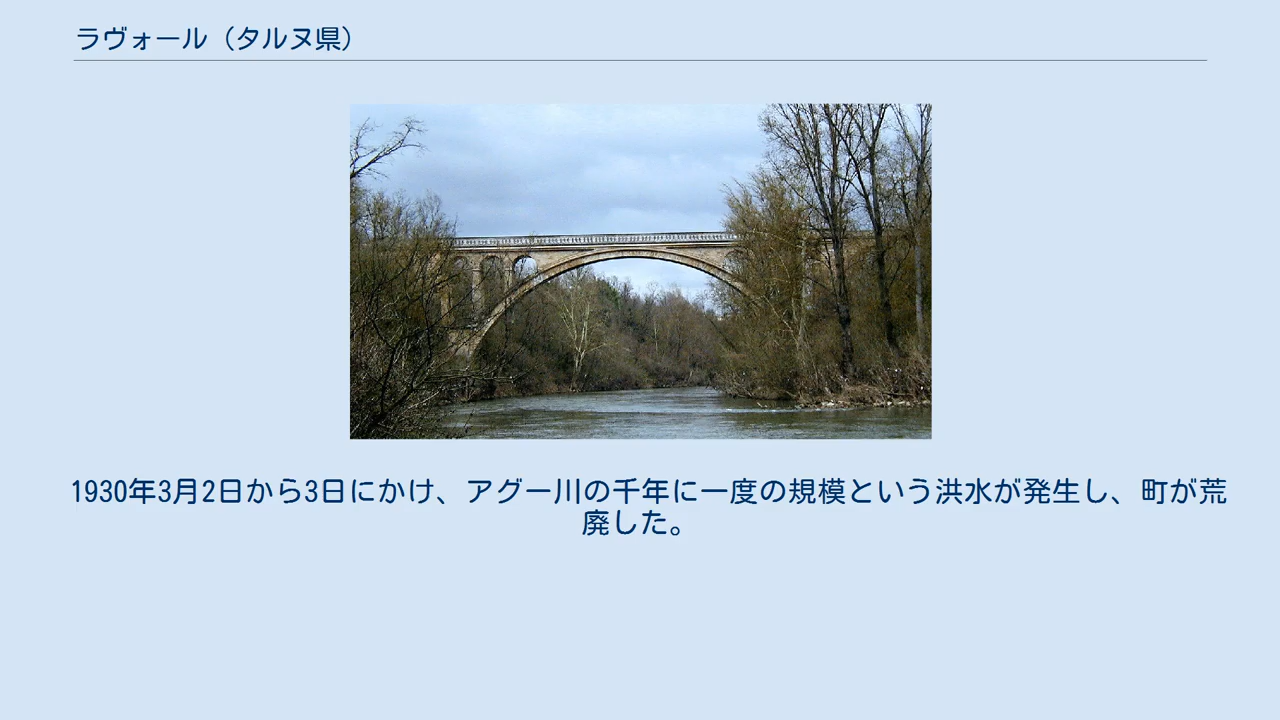 ラヴォール（タルヌ県）
1930年3月2日から3日にかけ、アグー川の千年に一度の規模という洪水が発生し、町が荒
廃した。